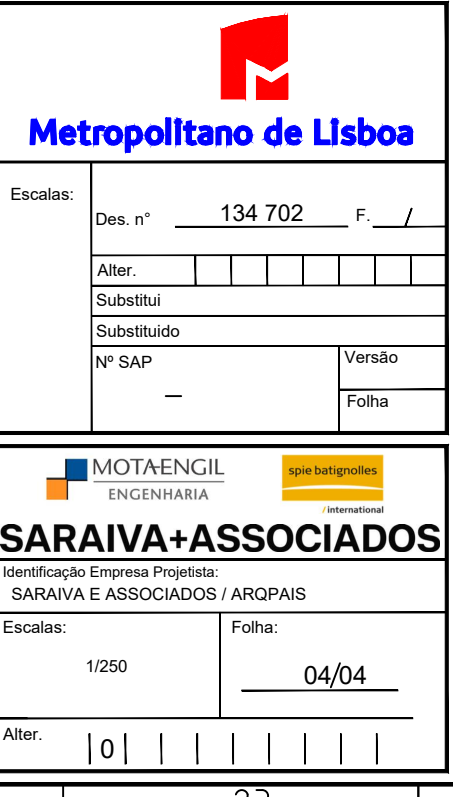 Metropolitano de Lisboa
Escalas:
Des. n° 134 702 F. /
Alter.
Substitui
Substituido
Nº SAP
Versão
–
Folha
MOTA-ENGIL
ENGENHARIA
spie batignolles
/ international
SARAIVA+ASSOCIADOS
Identificação Empresa Projetista:
SARAIVA E ASSOCIADOS / ARQPAIS
Escalas:
Folha:
1/250
04/04
Alter.
0